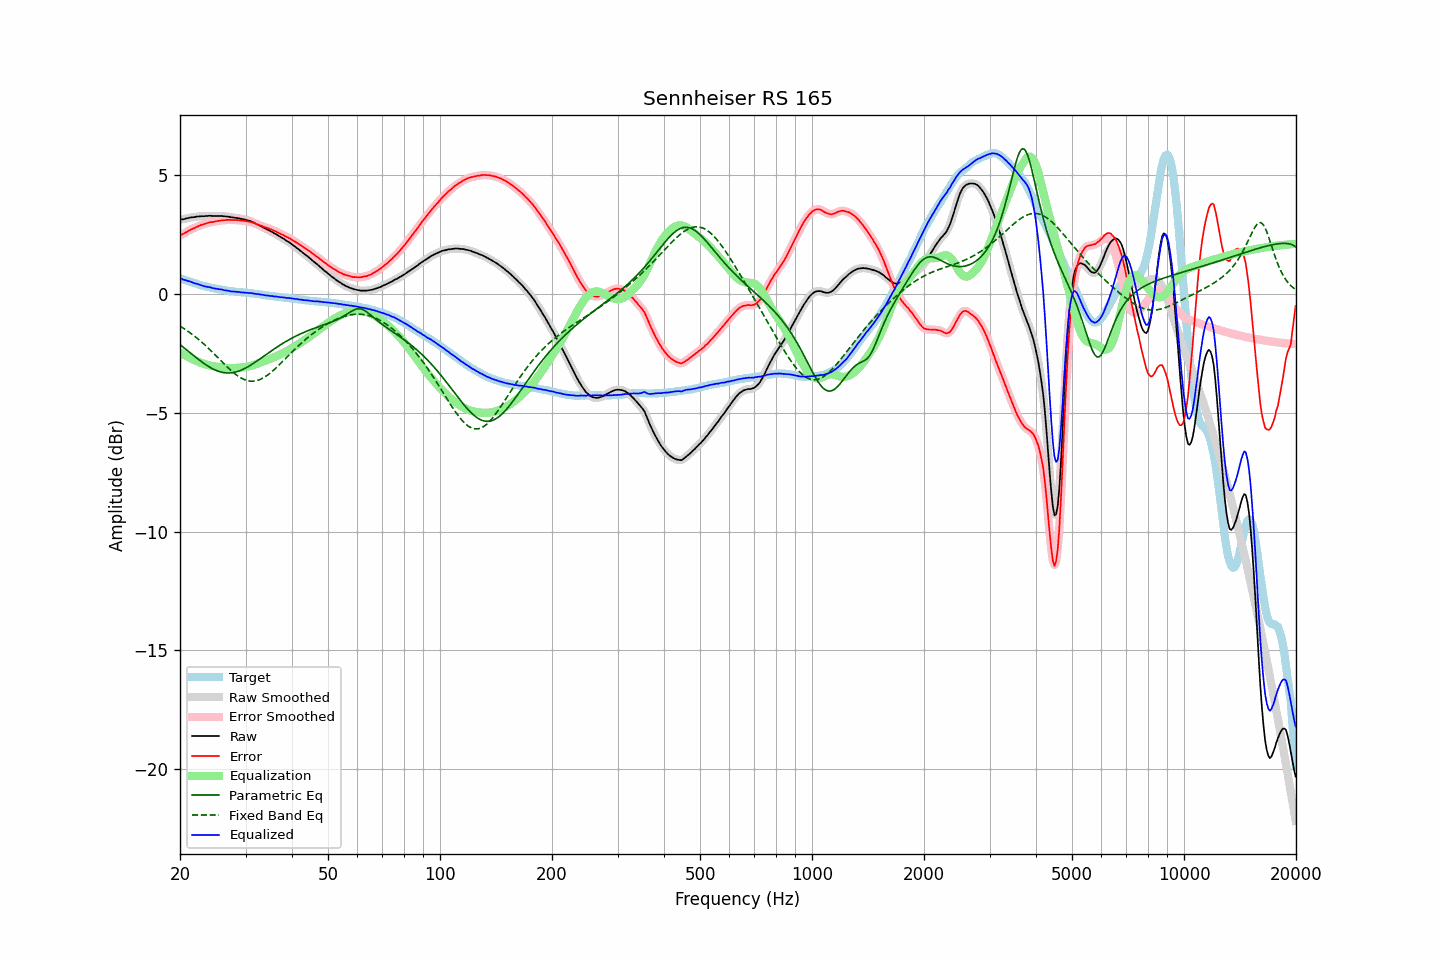 Sennheiser RS 165
Amplitude (dBr)
5
0
−5
−10
−15
−20
Target
Raw Smoothed
Error Smoothed
Raw
Error
Equalization
Parametric Eq
Fixed Band Eq
Equalized
20 50 100 200 500 1000 2000 5000 10000 20000
Frequency (Hz)